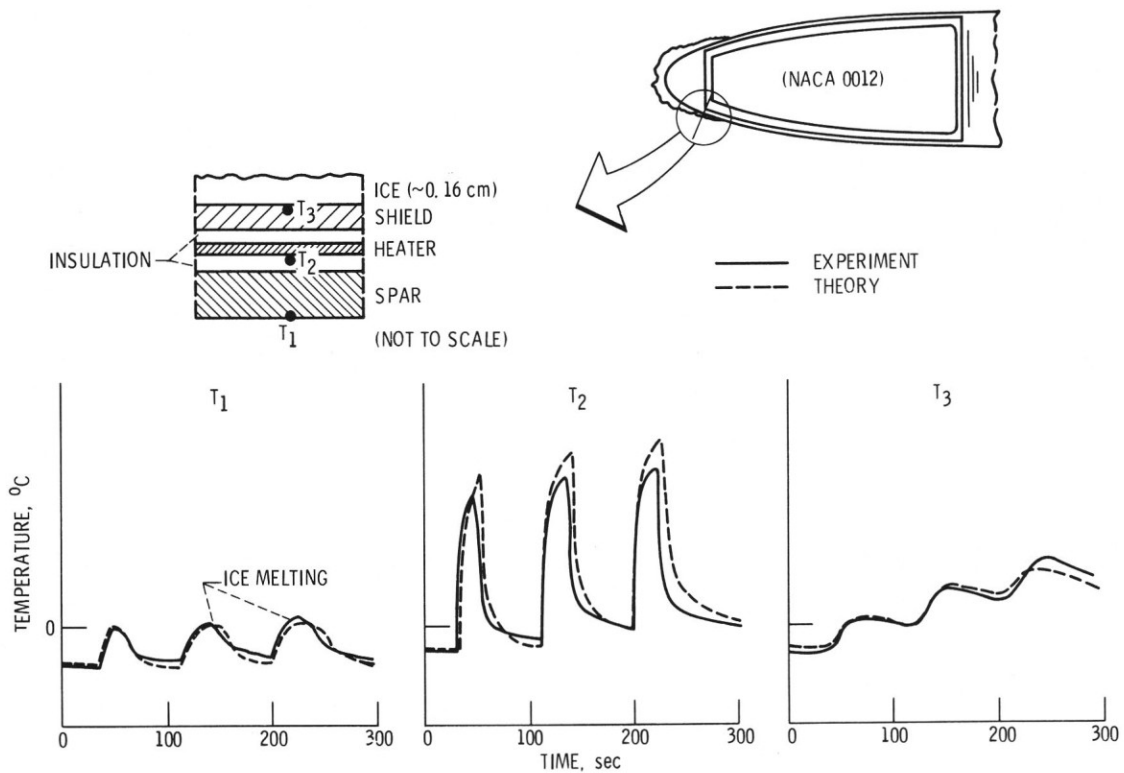 (NACA 0012)
ICE (~0.16 cm)
T3
SHIELD
HEATER
INSULATION
T2
SPAR
T1
(NOT TO SCALE)
EXPERIMENT
THEORY
T1
T2
T3
TEMPERATURE, °C
ICE MELTING
0
0 100 200 300
0 100 200 300
0 100 200 300
TIME, sec